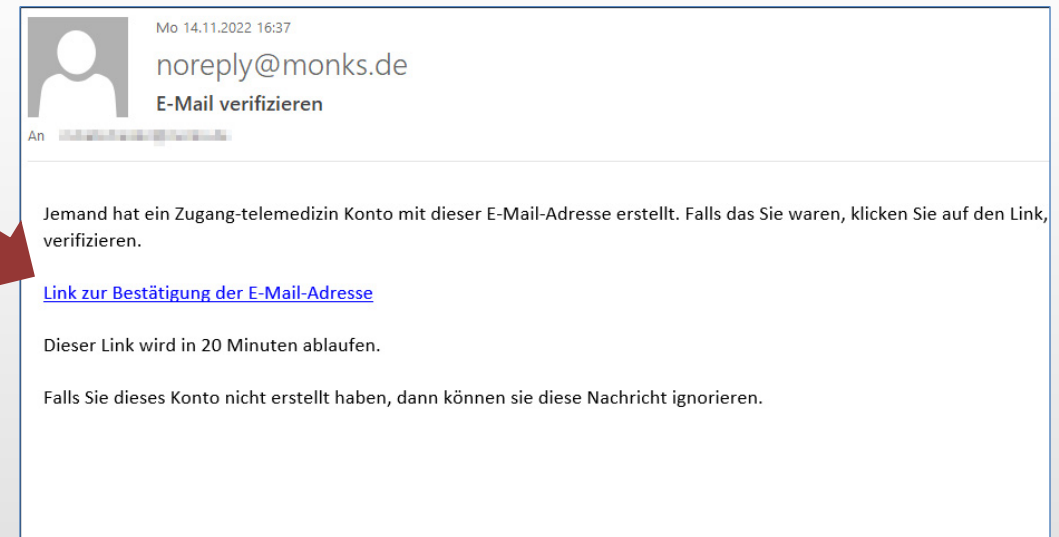 Mo 14.11.2022 16:37
noreply@monks.de
E-Mail verifizieren
An
Jemand hat ein Zugang-telemedizin Konto mit dieser E-Mail-Adresse erstellt. Falls das Sie waren, klicken Sie auf den Link,
verifizieren.
Link zur Bestätigung der E-Mail-Adresse
Dieser Link wird in 20 Minuten ablaufen.
Falls Sie dieses Konto nicht erstellt haben, dann können sie diese Nachricht ignorieren.